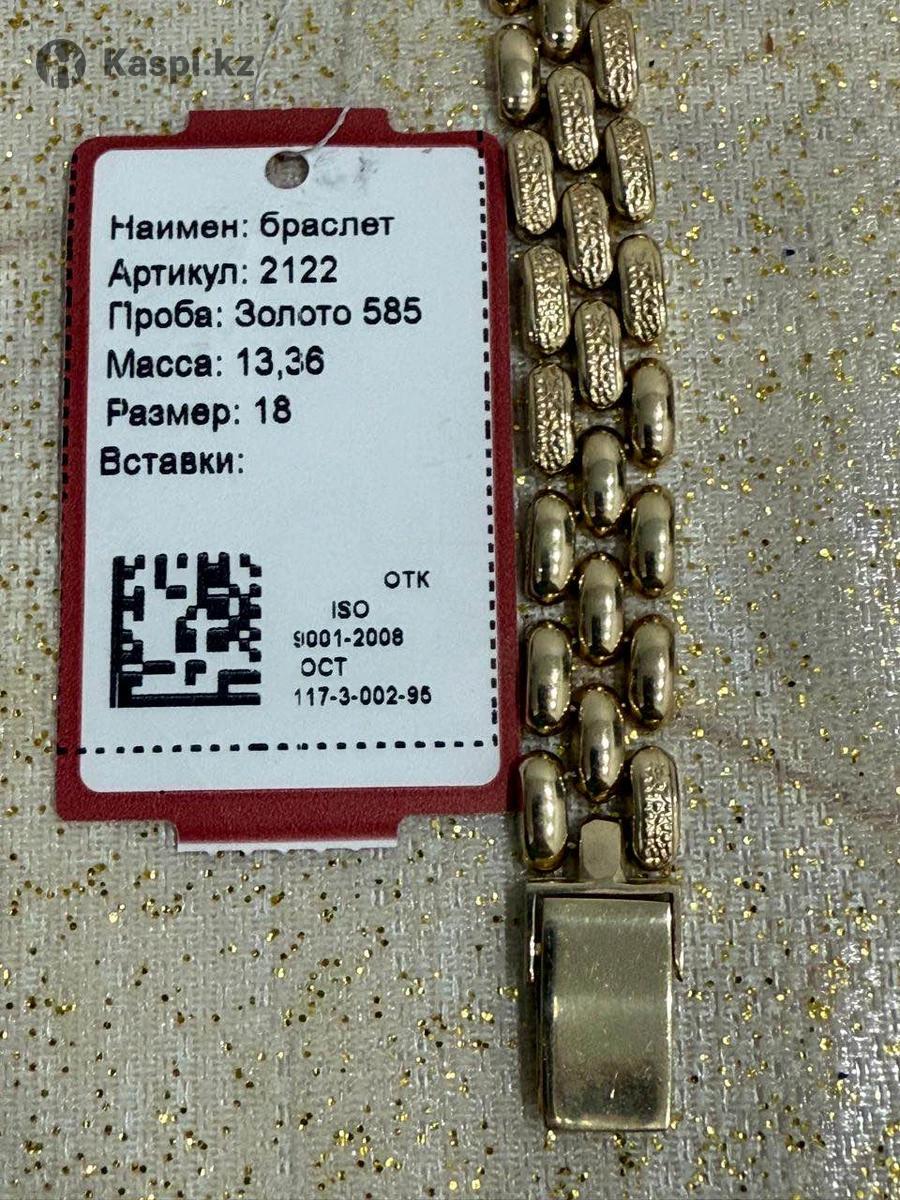 Kaspi.kz
Наимен: браслет
Артикул: 2122
Проба: Золото 585
Масса: 13,36
Размер: 18
Вставки:
ОТК
ISO
9001-2008
ОСТ
117-3-002-95